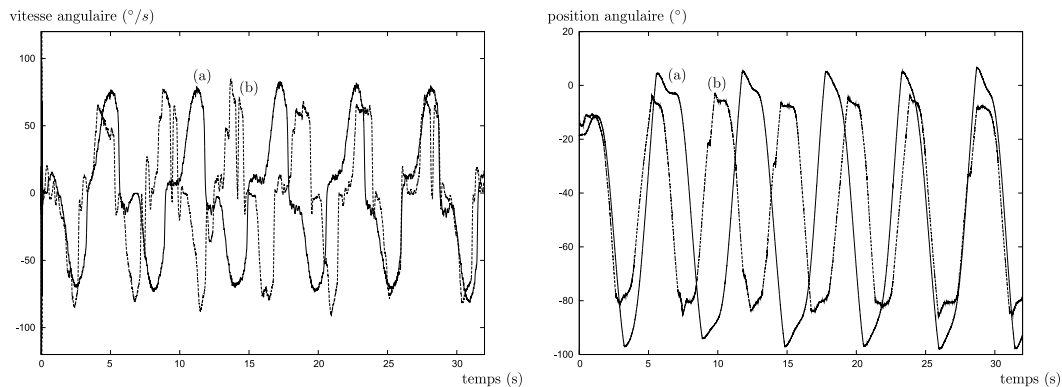 vitesse angulaire (°/s)
100
50
0
-50
-100
0 5 10 15 20 25 30
temps (s)
(a)
(b)
position angulaire (°)
20
0
-20
-40
-60
-80
-100
0 5 10 15 20 25 30
temps (s)
(a)
(b)